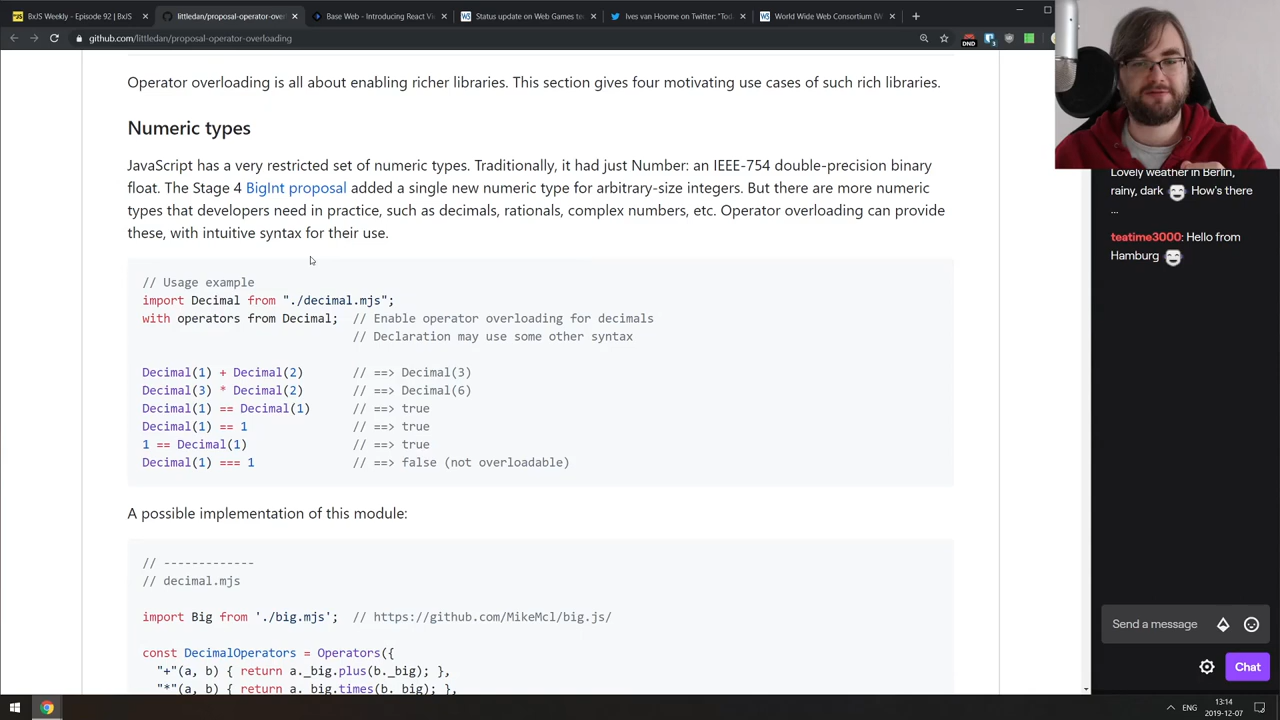 BxJS Weekly - Episode 92 | BxJS
littledan/proposal-operator-over
Base Web - Introducing React V
Status update on Web Games te
Ives van Hoorne on Twitter: "Tod
World Wide Web Consortium (W
github.com/littledan/proposal-operator-overloading
DND
Operator overloading is all about enabling richer libraries. This section gives four motivating use cases of such rich libraries.
Numeric types
JavaScript has a very restricted set of numeric types. Traditionally, it had just Number: an IEEE-754 double-precision binary
float. The Stage 4 BigInt proposal added a single new numeric type for arbitrary-size integers. But there are more numeric
types that developers need in practice, such as decimals, rationals, complex numbers, etc. Operator overloading can provide
these, with intuitive syntax for their use.
// Usage example
import Decimal from "./decimal.mjs";
with operators from Decimal;  // Enable operator overloading for decimals
// Declaration may use some other syntax
Decimal(1) + Decimal(2)       // ==> Decimal(3)
Decimal(3) * Decimal(2)       // ==> Decimal(6)
Decimal(1) == Decimal(1)      // ==> true
Decimal(1) == 1               // ==> true
1 == Decimal(1)               // ==> true
Decimal(1) === 1              // ==> false (not overloadable)
A possible implementation of this module:
// -------------
// decimal.mjs
import Big from './big.mjs';  // https://github.com/MikeMcl/big.js/
const DecimalOperators = Operators({
"+"(a, b) { return a._big.plus(b._big); },
"*"(a, b) { return a._big.times(b._big); },
Lovely weather in Berlin,
rainy, dark How's there
...
teatime3000: Hello from
Hamburg
Send a message
Chat
ENG
13:14
2019-12-07